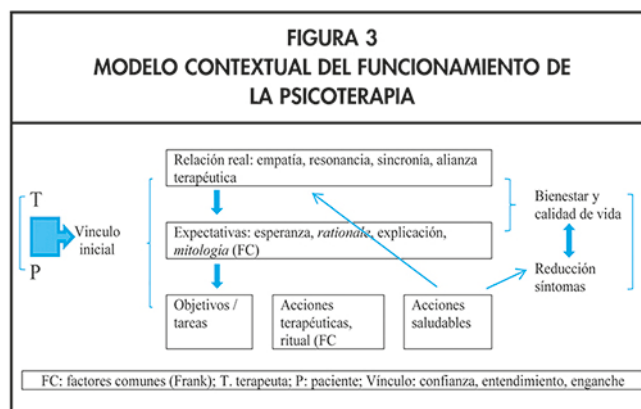 FIGURA 3
MODELO CONTEXTUAL DEL FUNCIONAMIENTO DE
LA PSICOTERAPIA
Relación real: empatía, resonancia, sincronía, alianza
terapéutica
T
Vínculo
inicial
P
Expectativas: esperanza, rationale, explicación,
mitología (FC)
Bienestar y
calidad de vida
Reducción
síntomas
Objetivos /
tareas
Acciones
terapéuticas,
ritual (FC
Acciones
saludables
FC: factores comunes (Frank); T. terapeuta; P: paciente; Vínculo: confianza, entendimiento, enganche